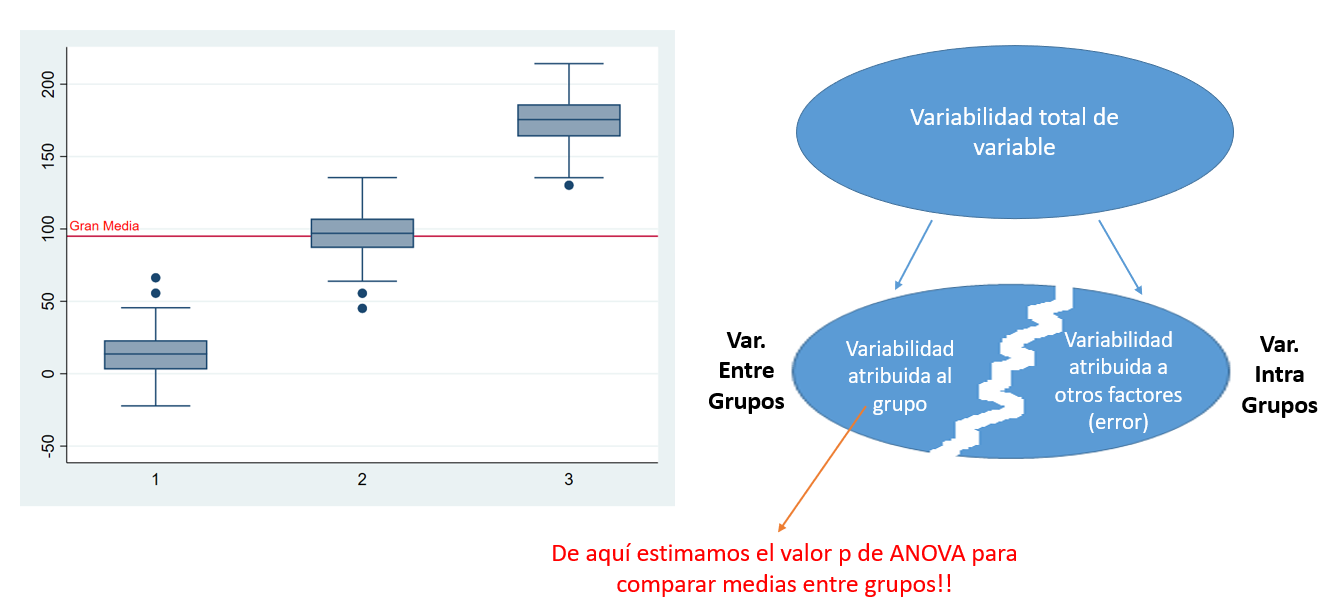 200
150
100
50
0
-50
Gran Media
1
2
3
Variabilidad total de
variable
Var.
Entre
Grupos
Variabilidad
atribuida al
grupo
Variabilidad
atribuida a
otros factores
(error)
Var.
Intra
Grupos
De aquí estimamos el valor p de ANOVA para
comparar medias entre grupos!!